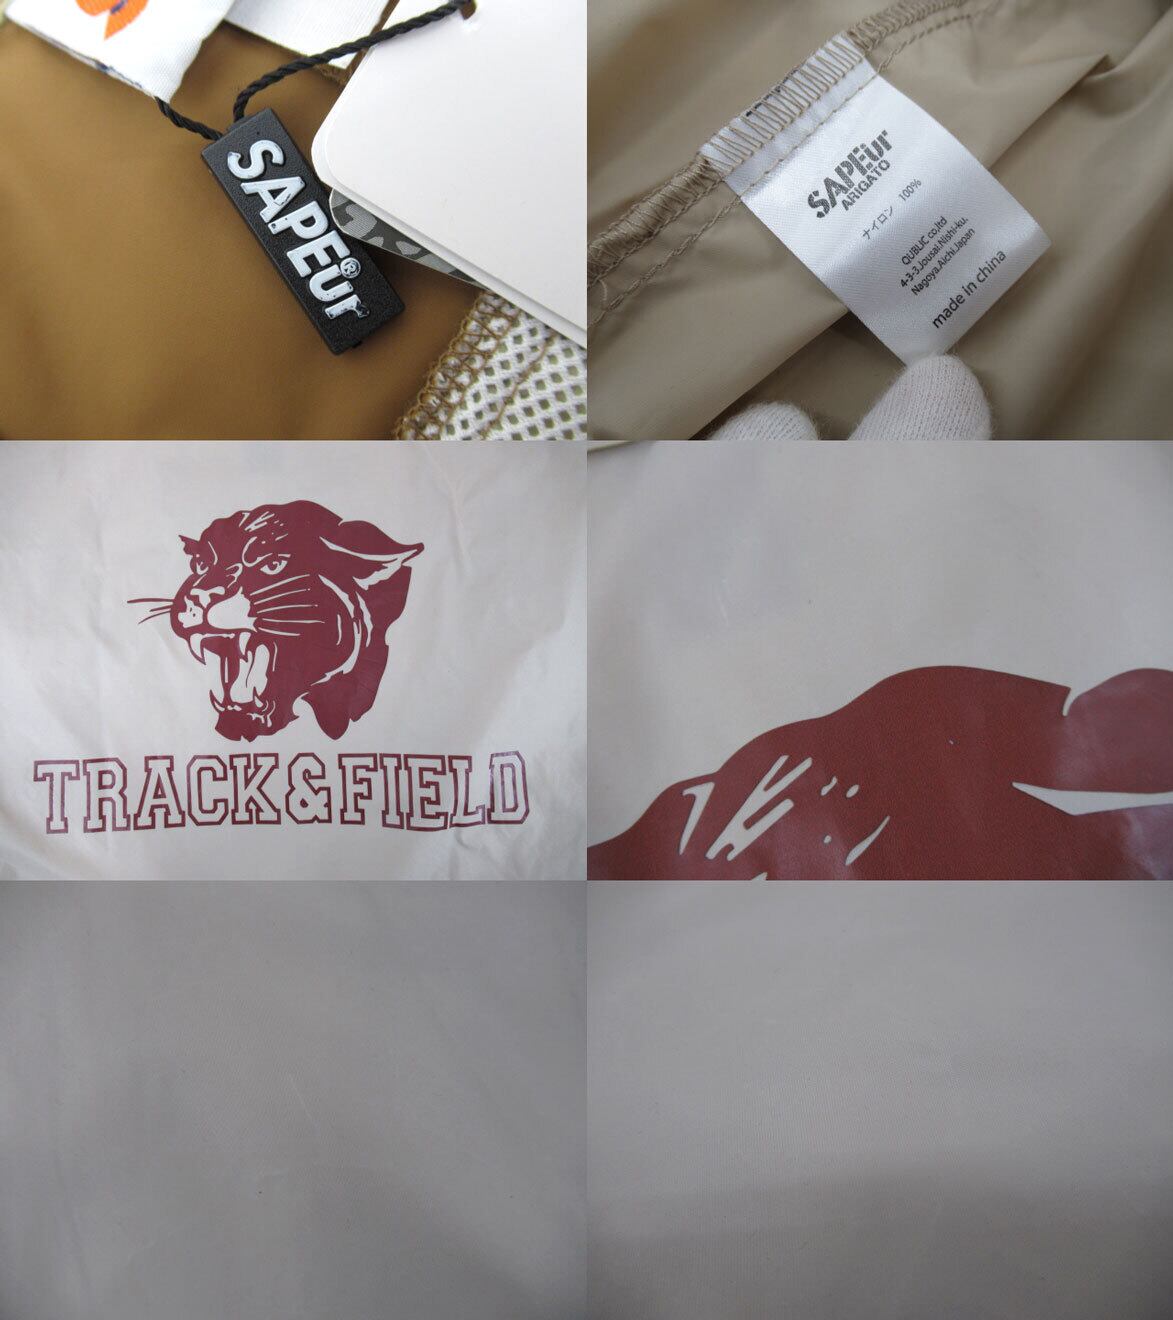 SAPEur®
SAPEur
ARIGATO
ナイロン 100%
QUBLIC co,ltd
4-3-3,Jousai,Nishi-ku.
Nagoya,Aichi,Japan
made in china
TRACK&FIELD